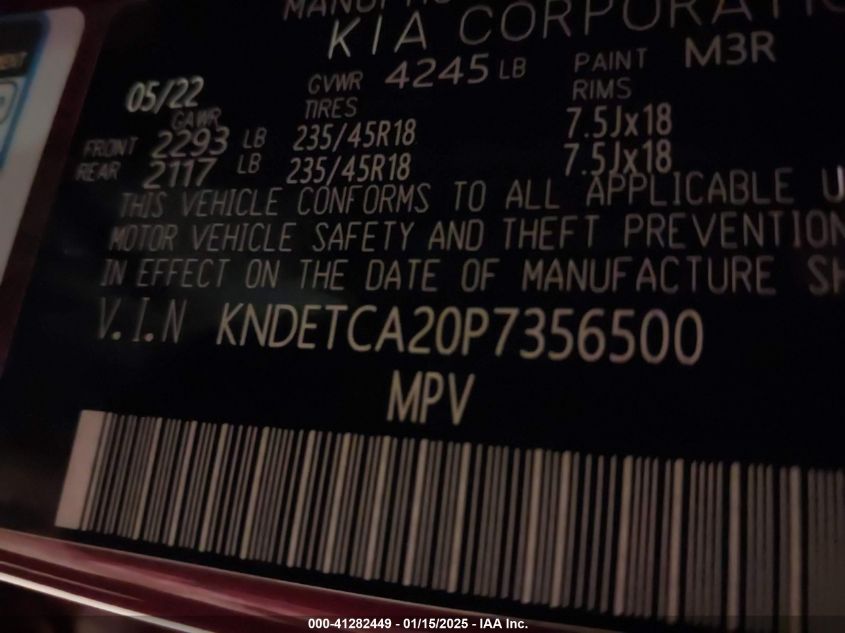 KIA CORPORATI
05/22 GVWR 4245 LB PAINT M3R
GAWR TIRES RIMS
FRONT 2293 LB 235/45R18 7.5Jx18
REAR 2117 LB 235/45R18 7.5Jx18
THIS VEHICLE CONFORMS TO ALL APPLICABLE U
MOTOR VEHICLE SAFETY AND THEFT PREVENTION
IN EFFECT ON THE DATE OF MANUFACTURE SH
V.I.N KNDETCA20P7356500
MPV
000-41282449 - 01/15/2025 - IAA Inc.